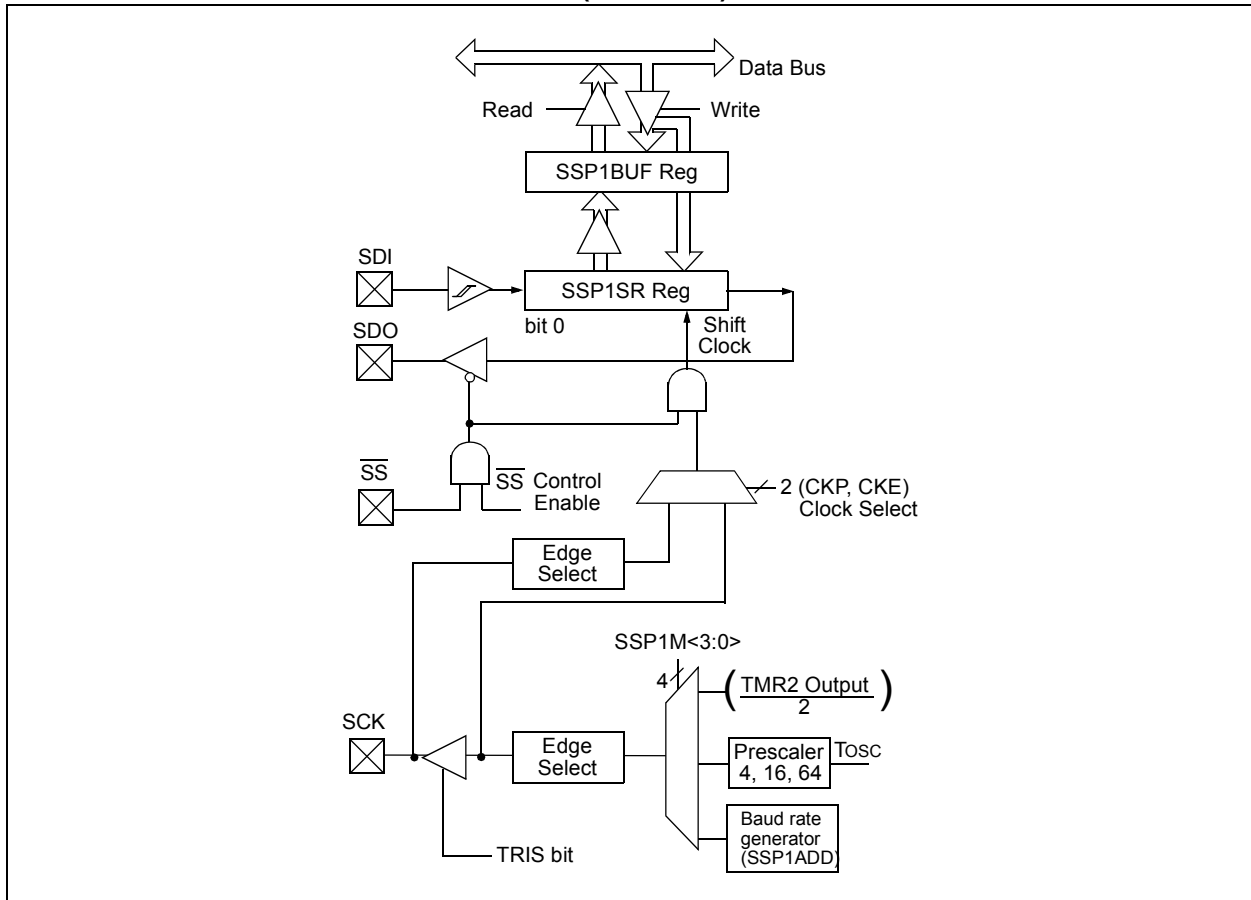 Data Bus
Read
Write
SSP1BUF Reg
SDI
SSP1SR Reg
bit 0
Shift
Clock
SDO
SS
SS Control
Enable
2 (CKP, CKE)
Clock Select
Edge
Select
SSP1M<3:0>
4
(TMR2 Output)
2
SCK
Edge
Select
Prescaler
4, 16, 64
TOSC
Baud rate
generator
(SSP1ADD)
TRIS bit